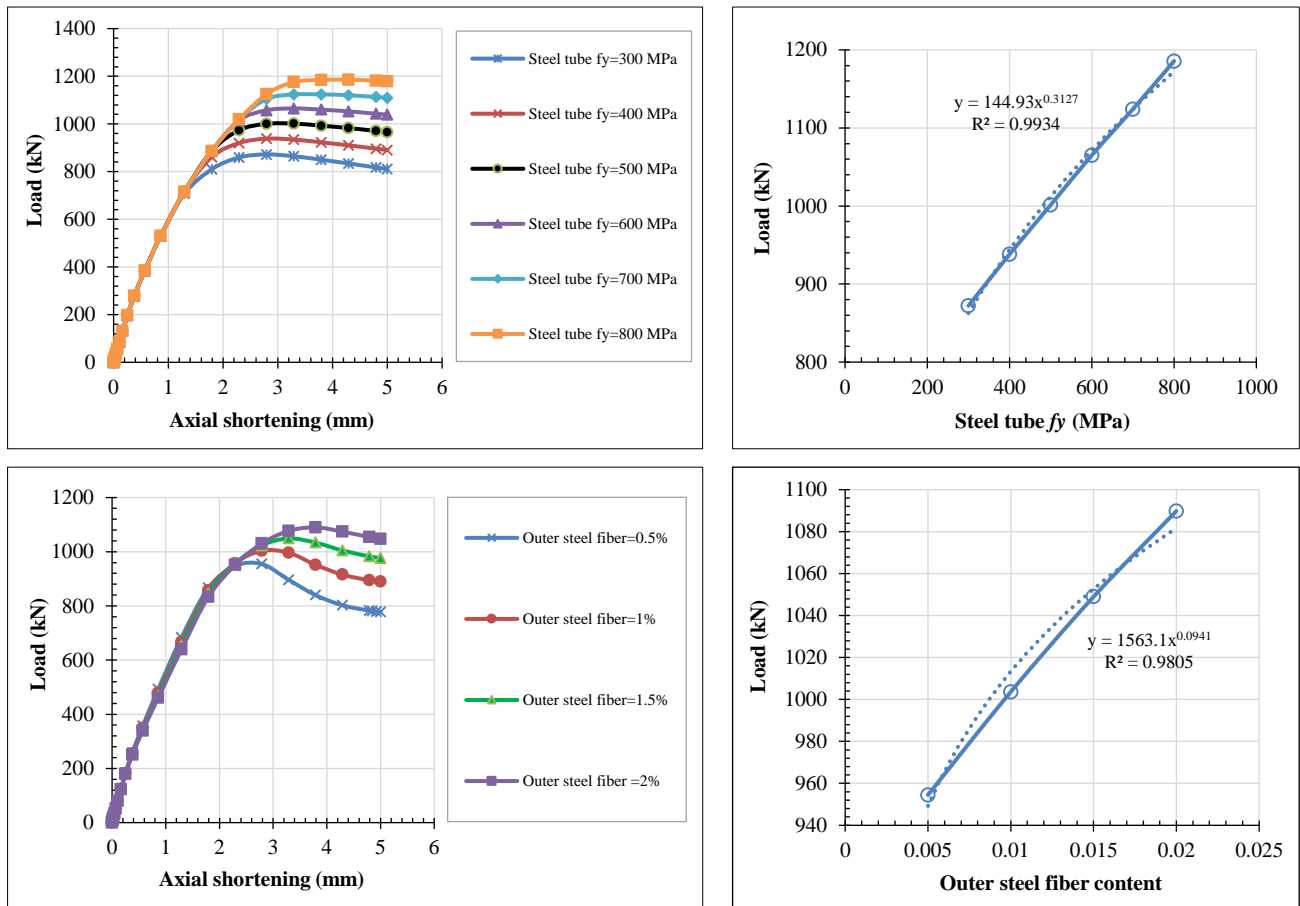 1400
1200
1000
800
600
400
200
0
0 1 2 3 4 5 6
Load (kN)
Axial shortening (mm)
Steel tube fy=300 MPa
Steel tube fy=400 MPa
Steel tube fy=500 MPa
Steel tube fy=600 MPa
Steel tube fy=700 MPa
Steel tube fy=800 MPa
1200
1100
1000
900
800
0 200 400 600 800 1000
Load (kN)
Steel tube fy (MPa)
y = 144.93x^0.3127
R² = 0.9934
1200
1000
800
600
400
200
0
0 1 2 3 4 5 6
Load (kN)
Axial shortening (mm)
Outer steel fiber=0.5%
Outer steel fiber=1%
Outer steel fiber=1.5%
Outer steel fiber =2%
1100
1080
1060
1040
1020
1000
980
960
940
0 0.005 0.01 0.015 0.02 0.025
Load (kN)
Outer steel fiber content
y = 1563.1x^0.0941
R² = 0.9805